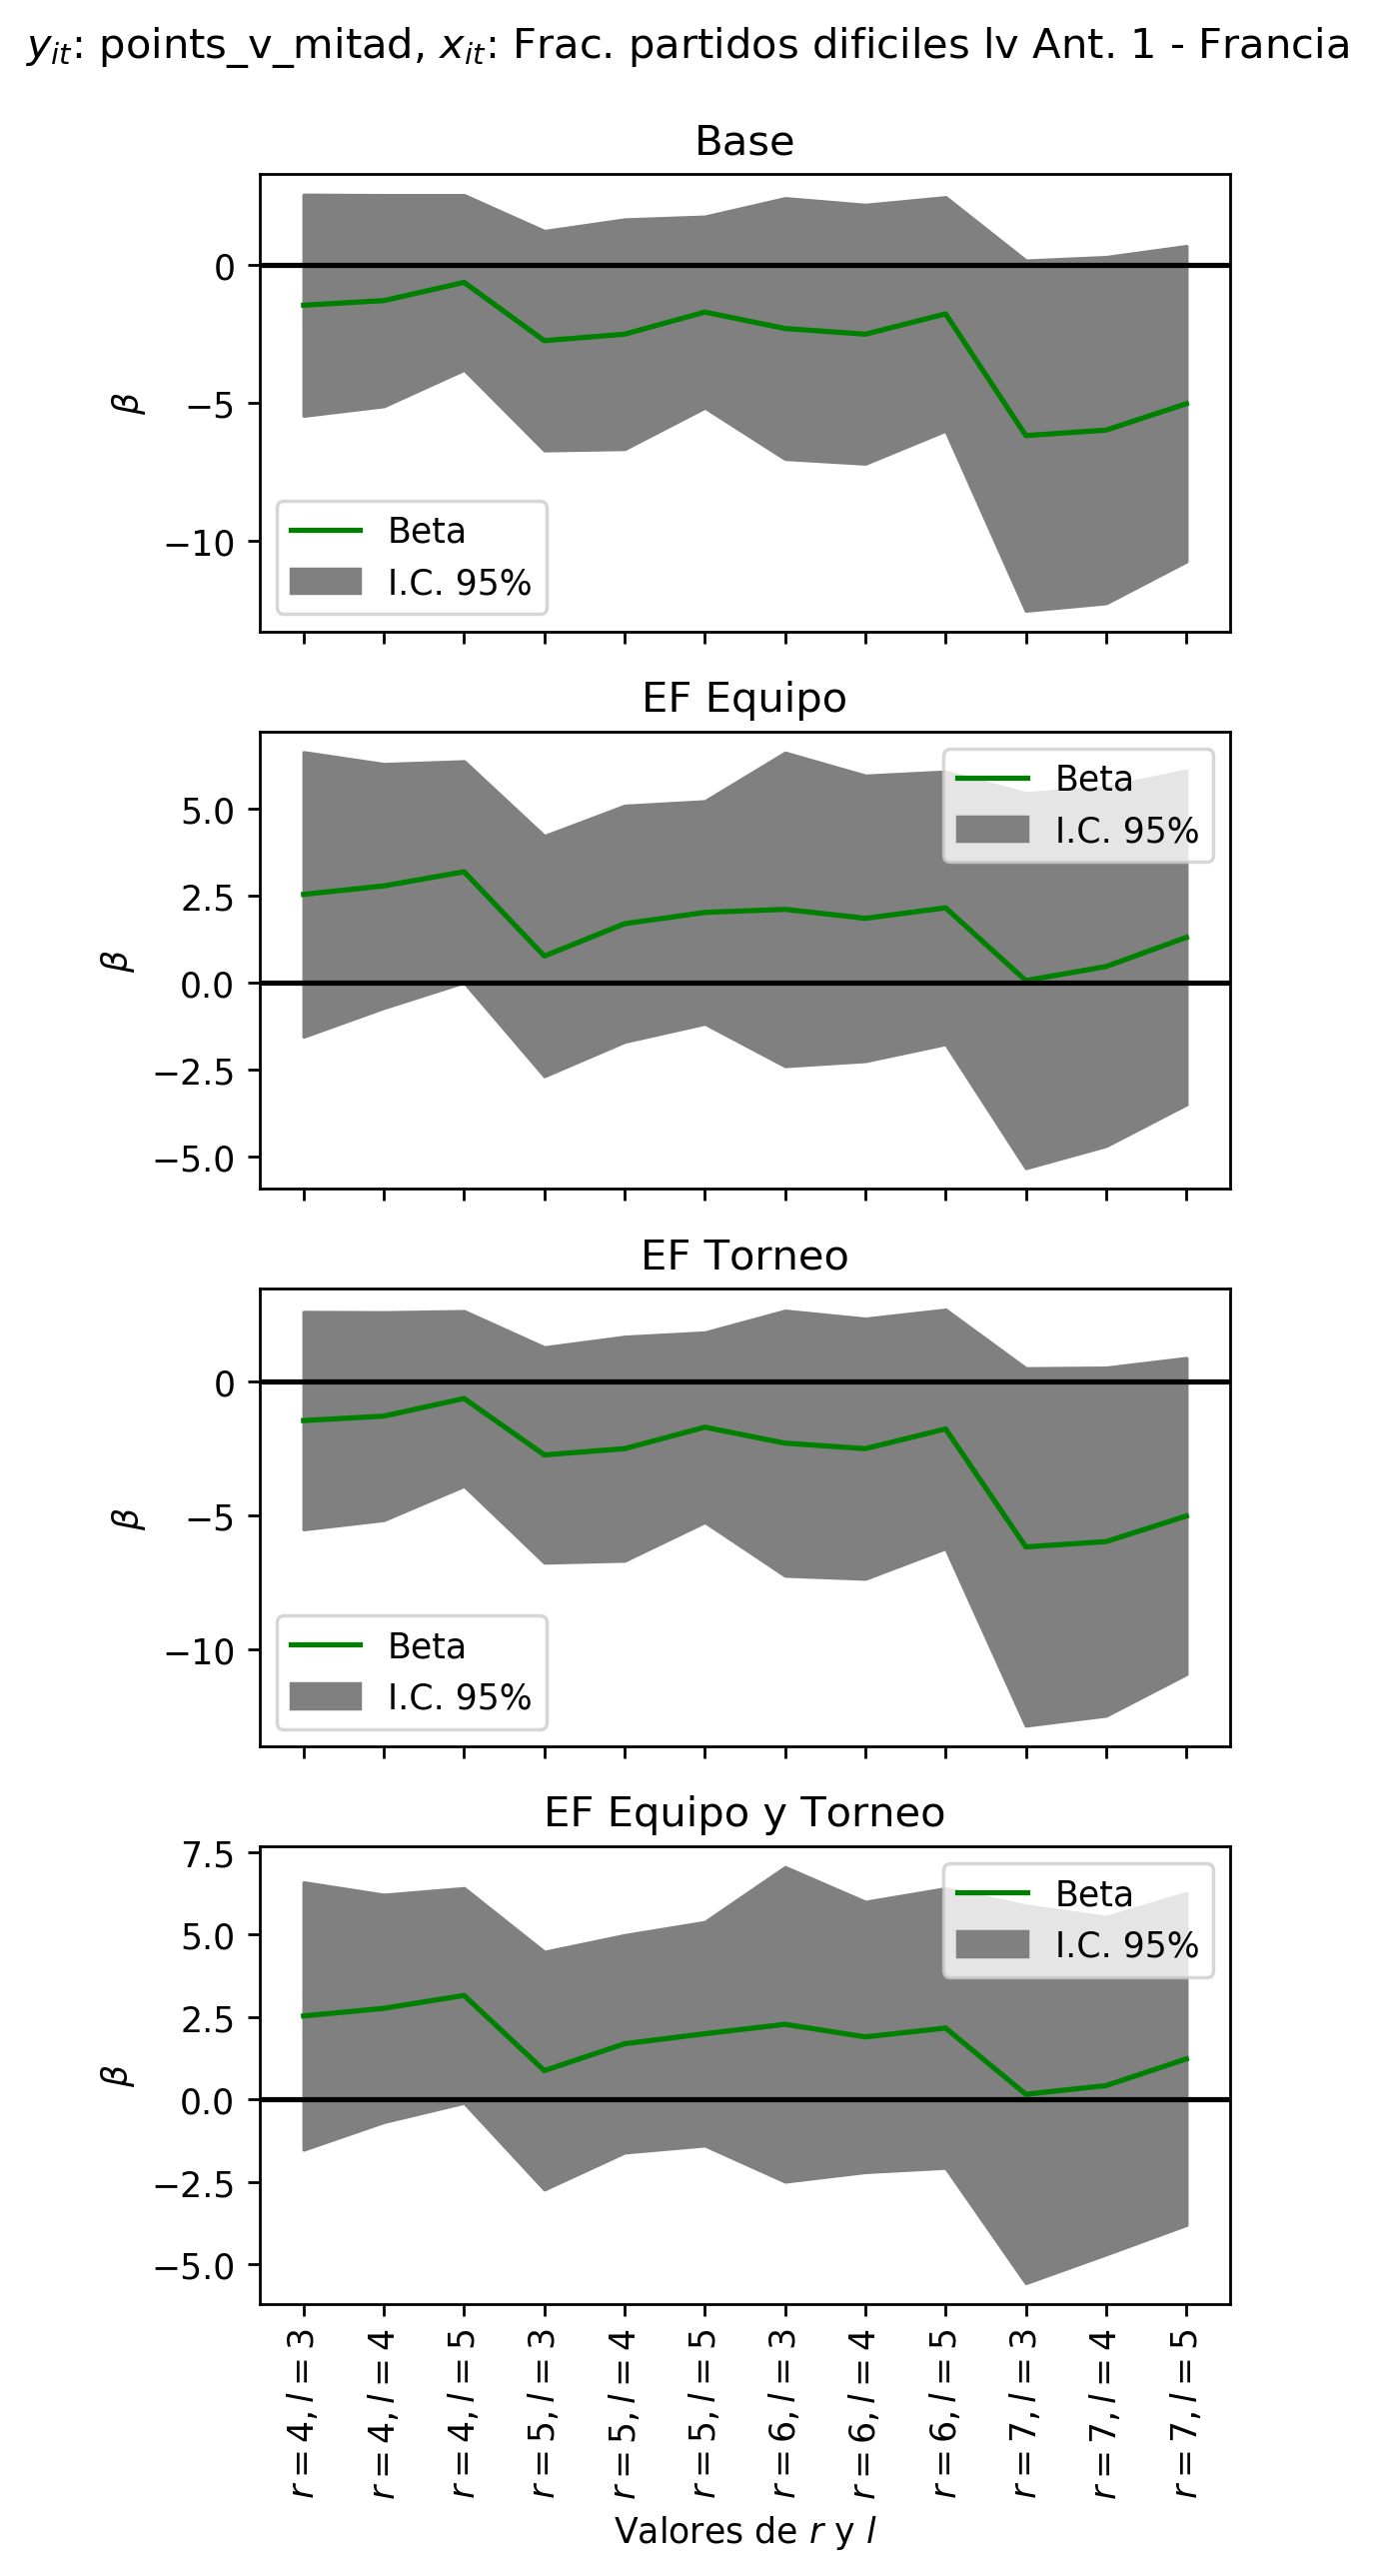 y_it: points_v_mitad, x_it: Frac. partidos dificiles lv Ant. 1 - Francia
Base
0
−5
−10
β
Beta
I.C. 95%
EF Equipo
5.0
2.5
0.0
−2.5
−5.0
β
Beta
I.C. 95%
EF Torneo
0
−5
−10
β
Beta
I.C. 95%
EF Equipo y Torneo
7.5
5.0
2.5
0.0
−2.5
−5.0
β
Beta
I.C. 95%
r = 4, l = 3
r = 4, l = 4
r = 4, l = 5
r = 5, l = 3
r = 5, l = 4
r = 5, l = 5
r = 6, l = 3
r = 6, l = 4
r = 6, l = 5
r = 7, l = 3
r = 7, l = 4
r = 7, l = 5
Valores de r y l